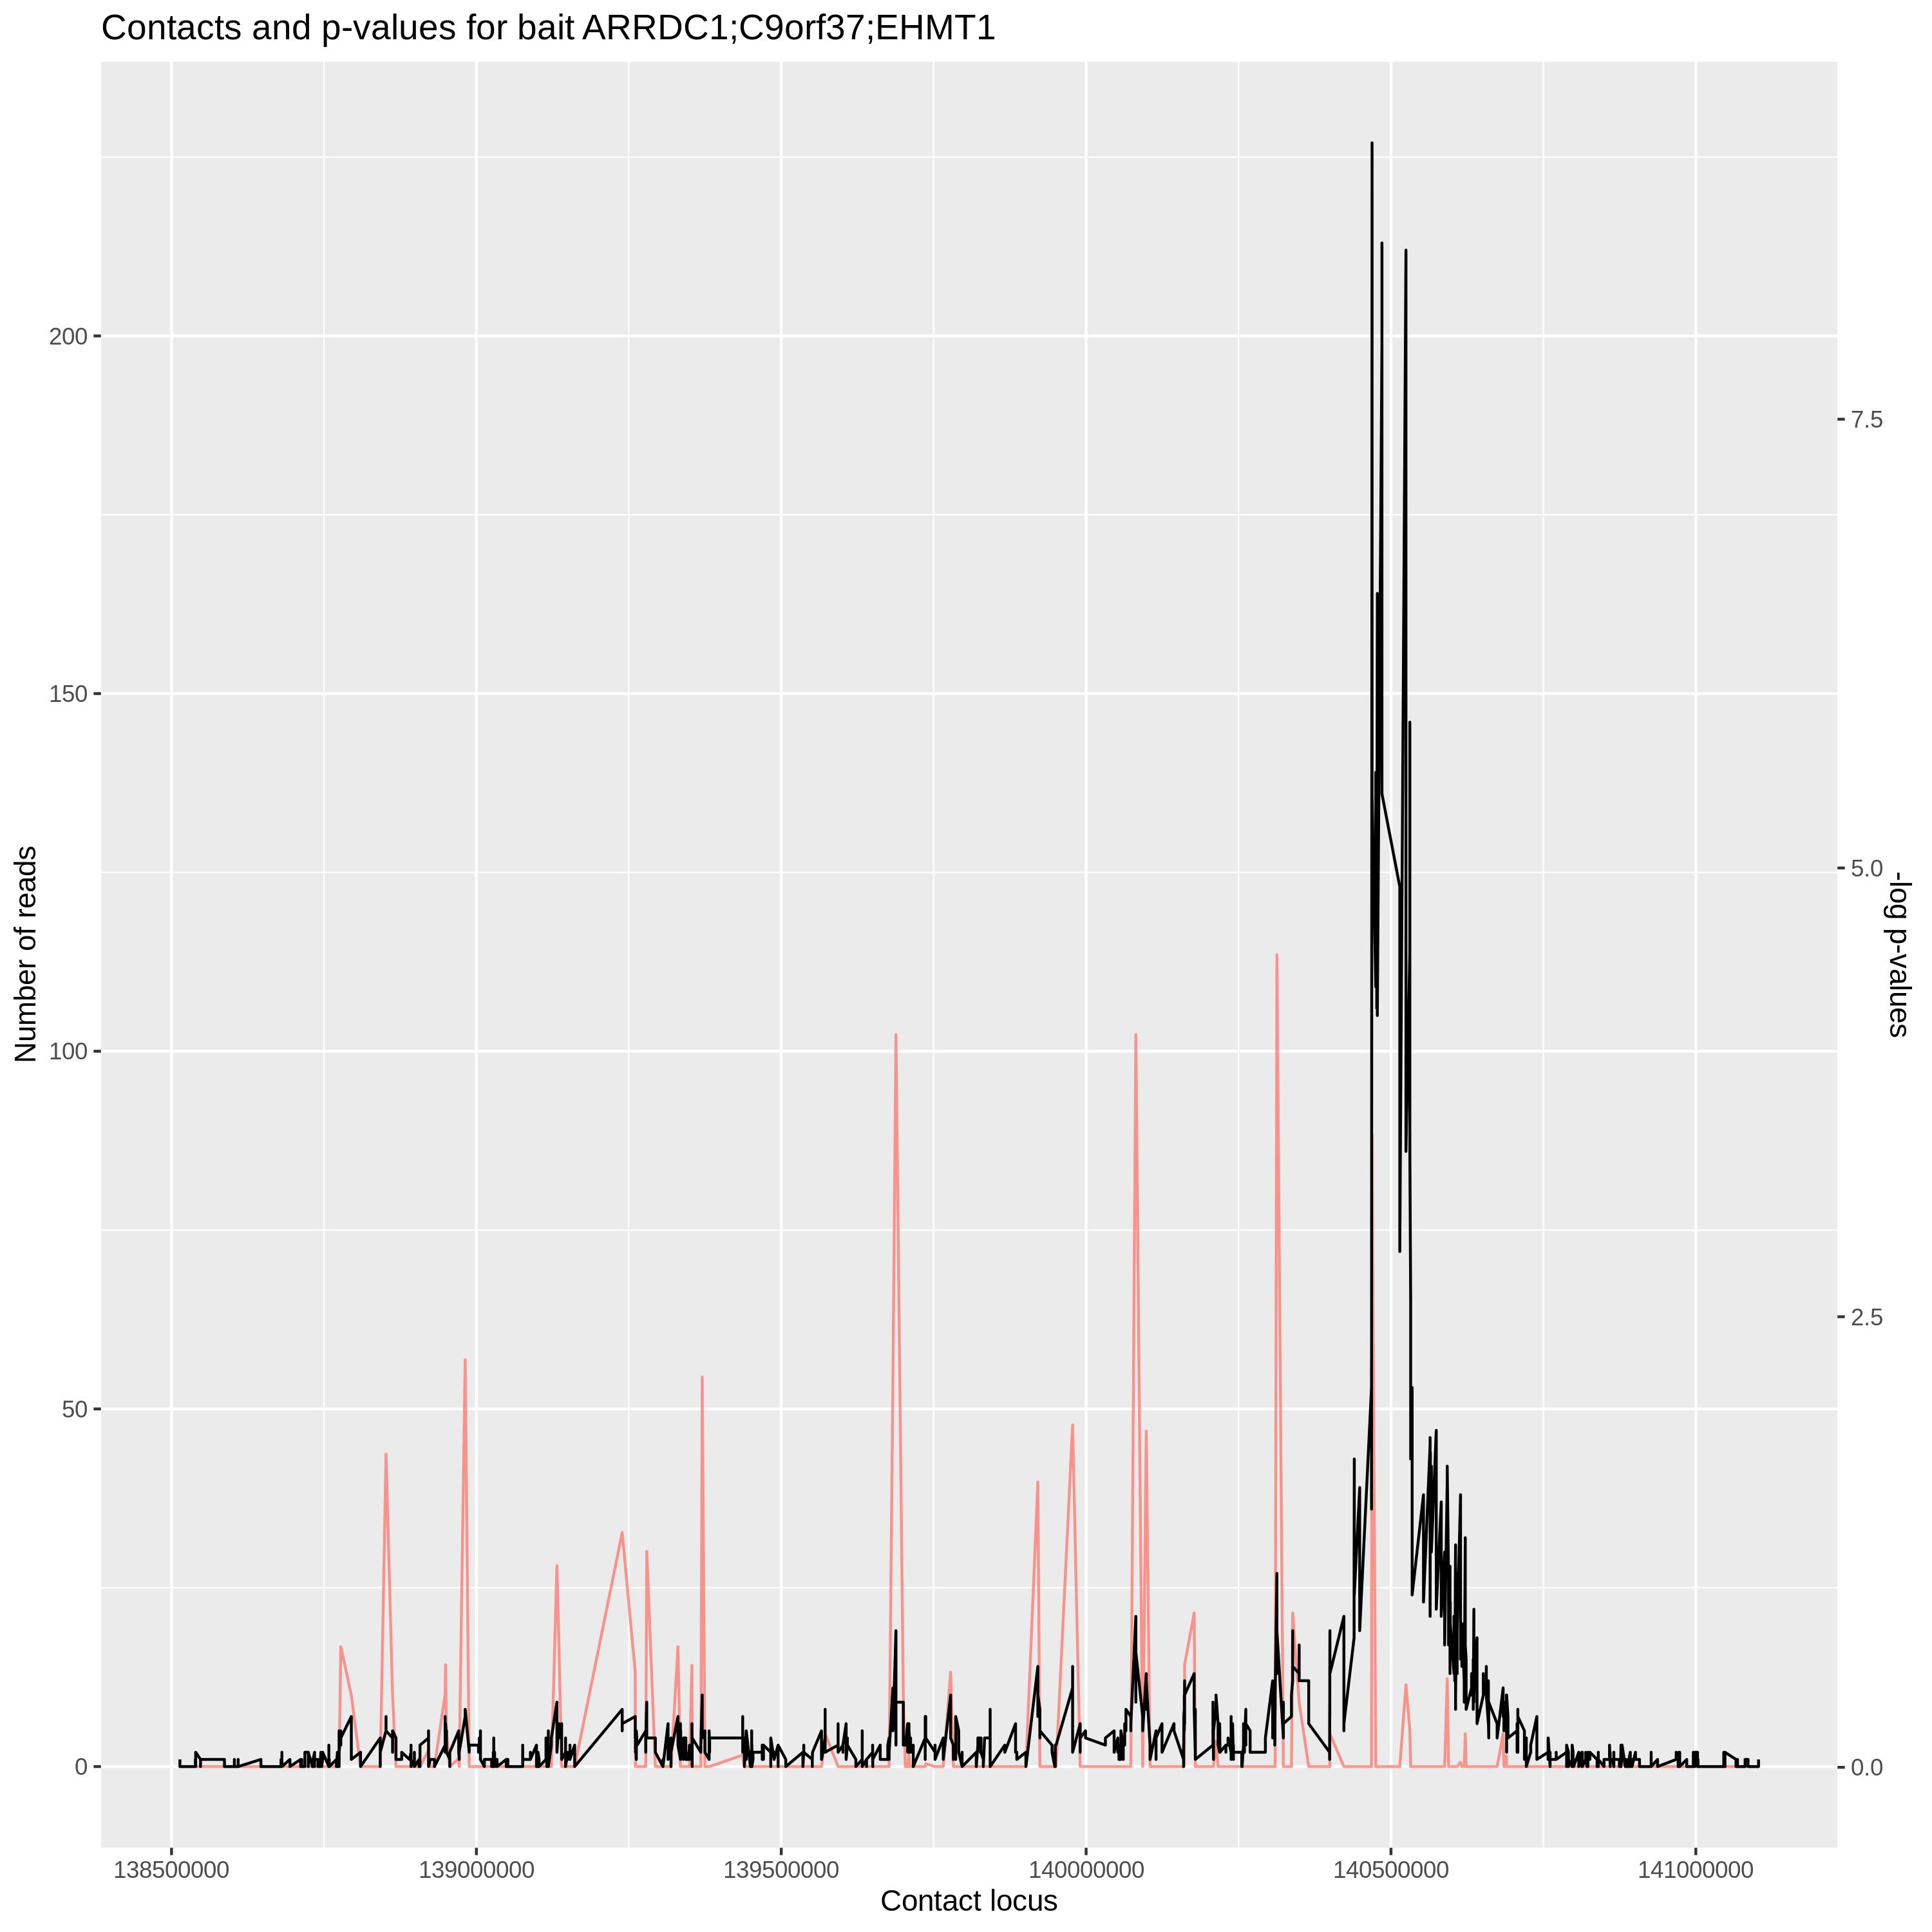 Contacts and p-values for bait ARRDC1;C9orf37;EHMT1
Number of reads
200
150
100
50
0
7.5
5.0
2.5
0.0
-log p-values
138500000 139000000 139500000 140000000 140500000 141000000
Contact locus